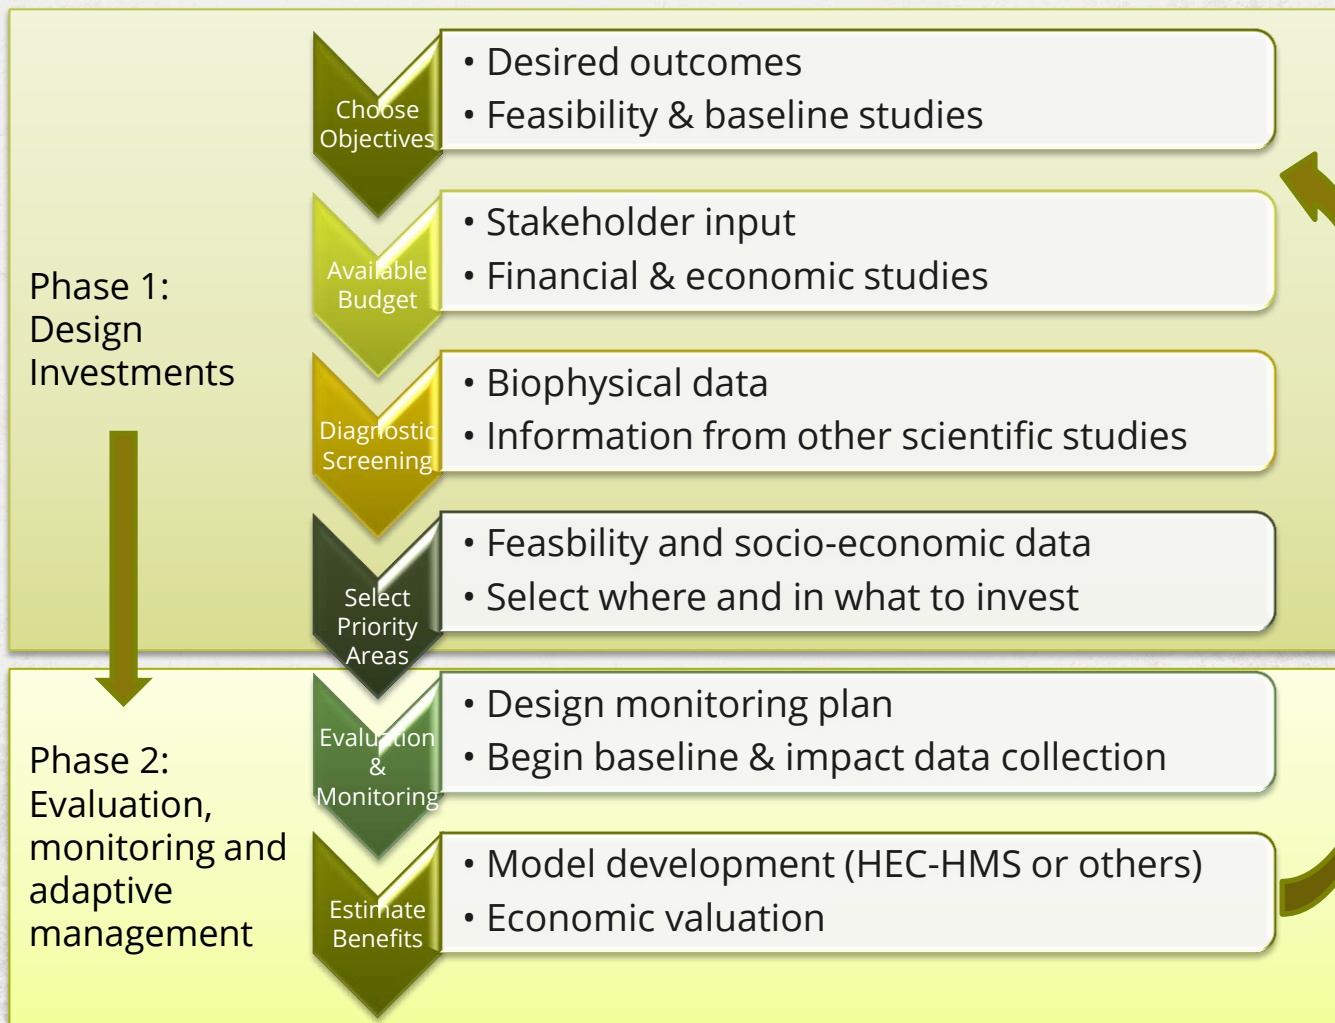 Phase 1:
Design
Investments
Choose
Objectives
• Desired outcomes
• Feasibility & baseline studies
Available
Budget
• Stakeholder input
• Financial & economic studies
Diagnostic
Screening
• Biophysical data
• Information from other scientific studies
Select
Priority
Areas
• Feasbility and socio-economic data
• Select where and in what to invest
Phase 2:
Evaluation,
monitoring and
adaptive
management
Evaluation
&
Monitoring
• Design monitoring plan
• Begin baseline & impact data collection
Estimate
Benefits
• Model development (HEC-HMS or others)
• Economic valuation